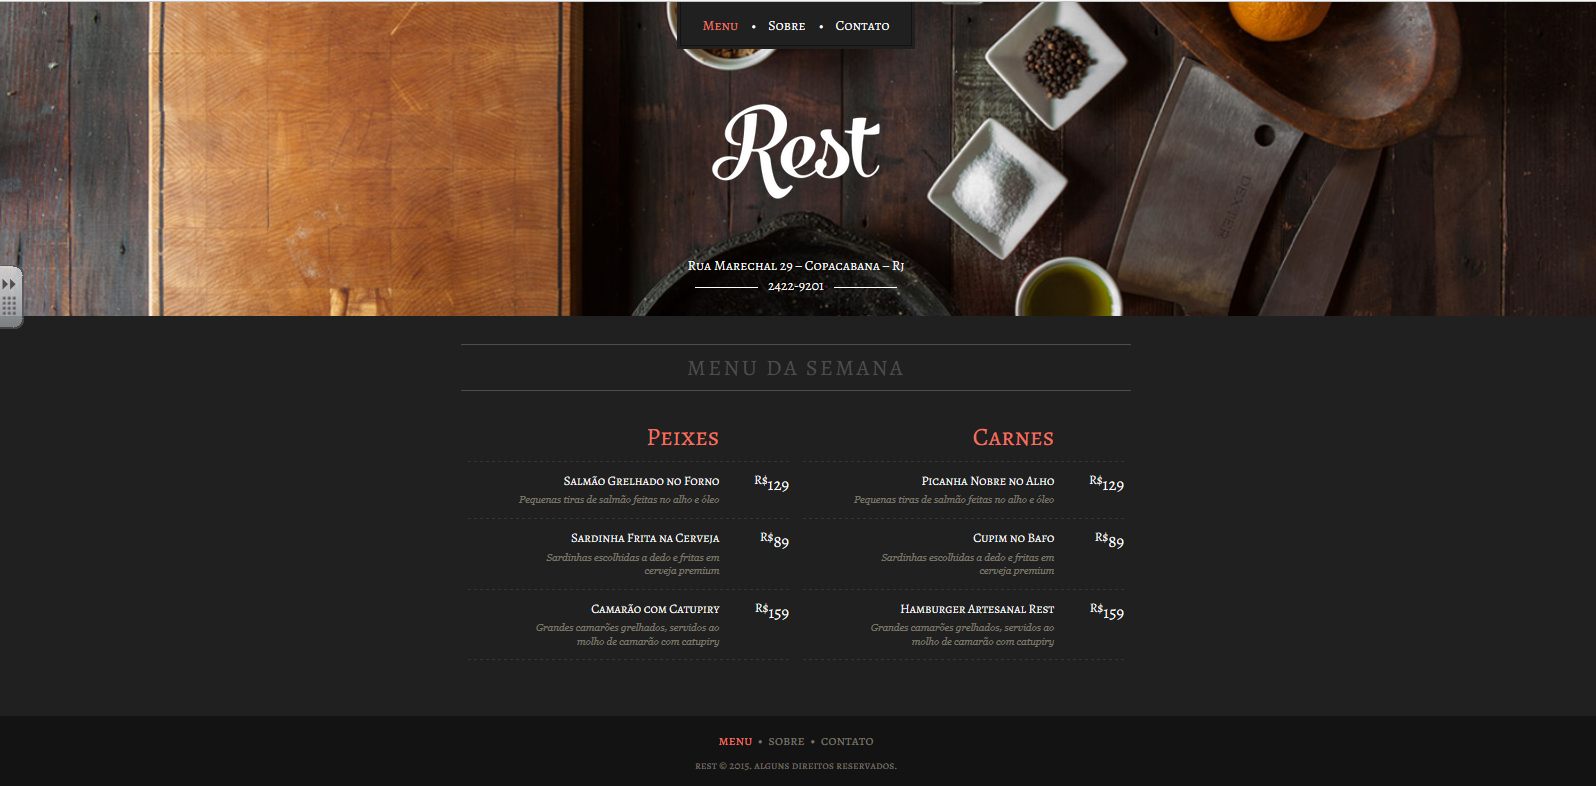 Menu • Sobre • Contato
Rest
DEXTER
Rua Marechal 29 – Copacabana – Rj
2422-9201
MENU DA SEMANA
Peixes
Salmão Grelhado no Forno R$129
Pequenas tiras de salmão feitas no alho e óleo
Sardinha Frita na Cerveja R$89
Sardinhas escolhidas a dedo e fritas em
cerveja premium
Camarão com Catupiry R$159
Grandes camarões grelhados, servidos ao
molho de camarão com catupiry
Carnes
Picanha Nobre no Alho R$129
Pequenas tiras de salmão feitas no alho e óleo
Cupim no Bafo R$89
Sardinhas escolhidas a dedo e fritas em
cerveja premium
Hamburger Artesanal Rest R$159
Grandes camarões grelhados, servidos ao
molho de camarão com catupiry
MENU • SOBRE • CONTATO
REST © 2015. ALGUNS DIREITOS RESERVADOS.